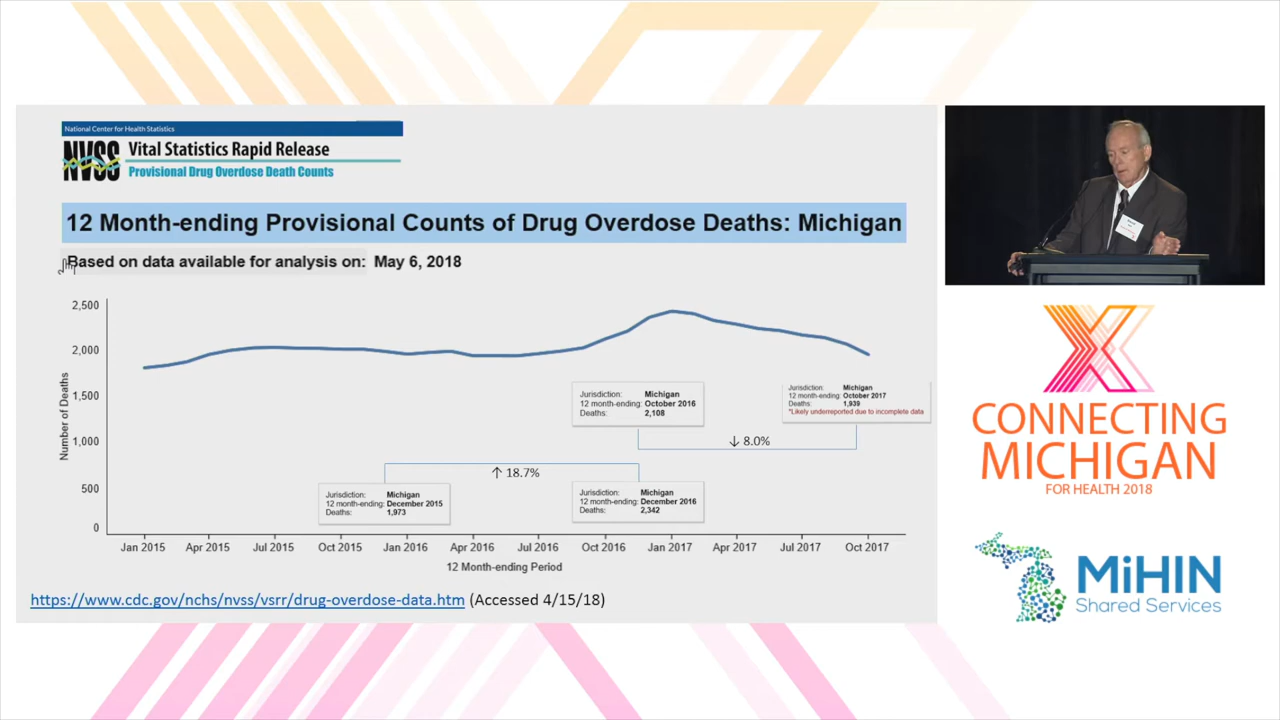 National Center for Health Statistics
NVSS
Vital Statistics Rapid Release
Provisional Drug Overdose Death Counts
12 Month-ending Provisional Counts of Drug Overdose Deaths: Michigan
Based on data available for analysis on: May 6, 2018
Number of Deaths
2,500
2,000
1,500
1,000
500
0
Jurisdiction: Michigan
12 month-ending: October 2016
Deaths: 2,108
Jurisdiction: Michigan
12 month-ending: October 2017
Deaths: 1,939
*Likely underreported due to incomplete data
↓ 8.0%
↑ 18.7%
Jurisdiction: Michigan
12 month-ending: December 2015
Deaths: 1,973
Jurisdiction: Michigan
12 month-ending: December 2016
Deaths: 2,342
Jan 2015 Apr 2015 Jul 2015 Oct 2015 Jan 2016 Apr 2016 Jul 2016 Oct 2016 Jan 2017 Apr 2017 Jul 2017 Oct 2017
12 Month-ending Period
https://www.cdc.gov/nchs/nvss/vsrr/drug-overdose-data.htm (Accessed 4/15/18)
X
CONNECTING
MICHIGAN
FOR HEALTH 2018
MiHIN
Shared Services